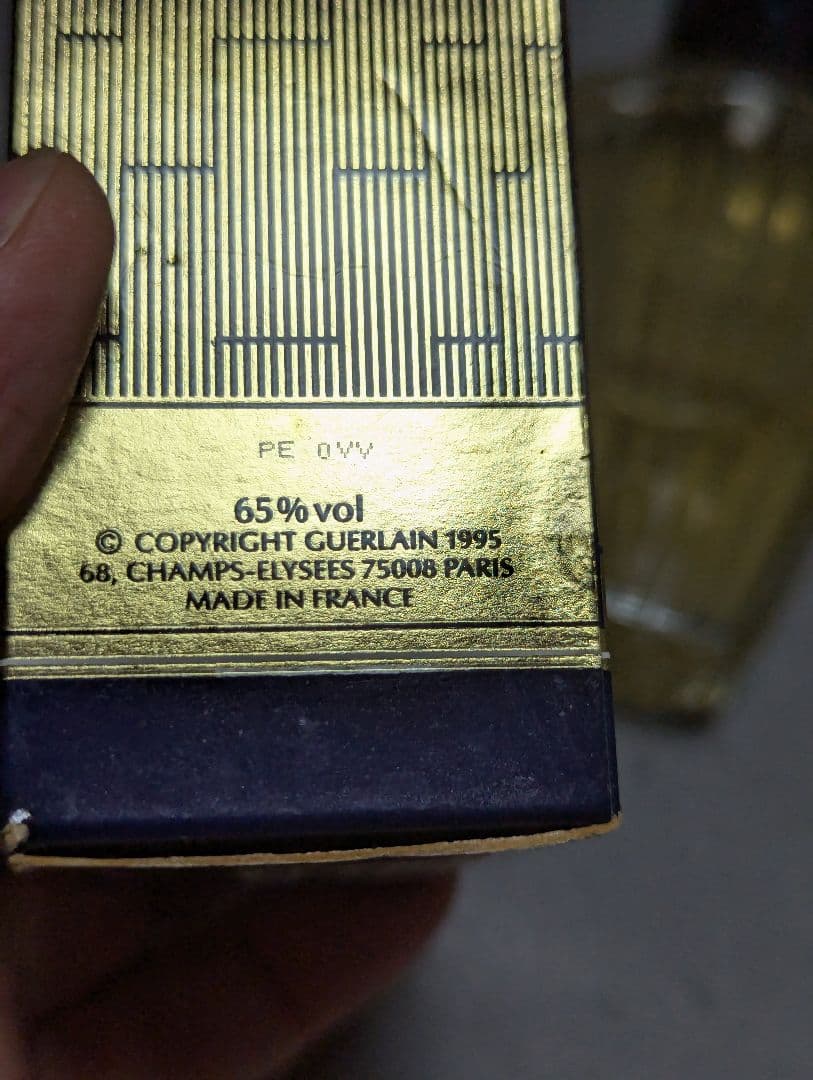 PE 0VV
65% vol
© COPYRIGHT GUERLAIN 1995
68, CHAMPS-ELYSEES 75008 PARIS
MADE IN FRANCE